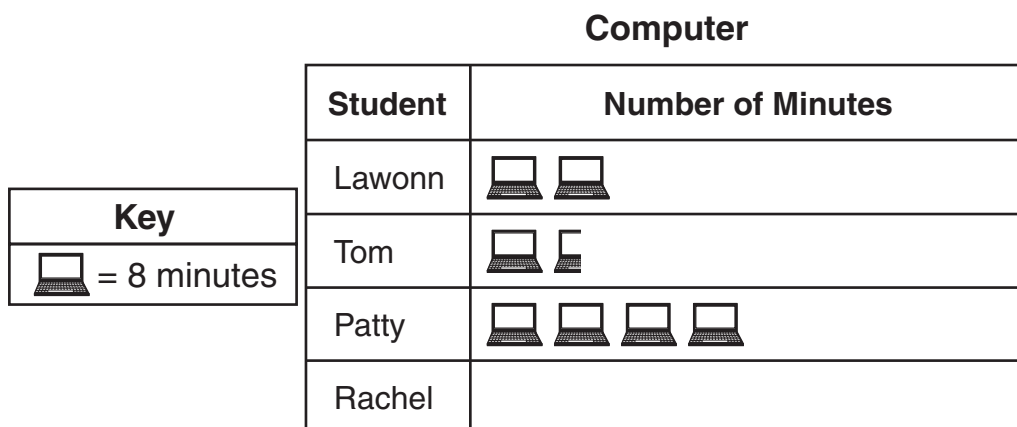 Computer
Student Number of Minutes
Lawonn
Key
Tom
= 8 minutes
Patty
Rachel